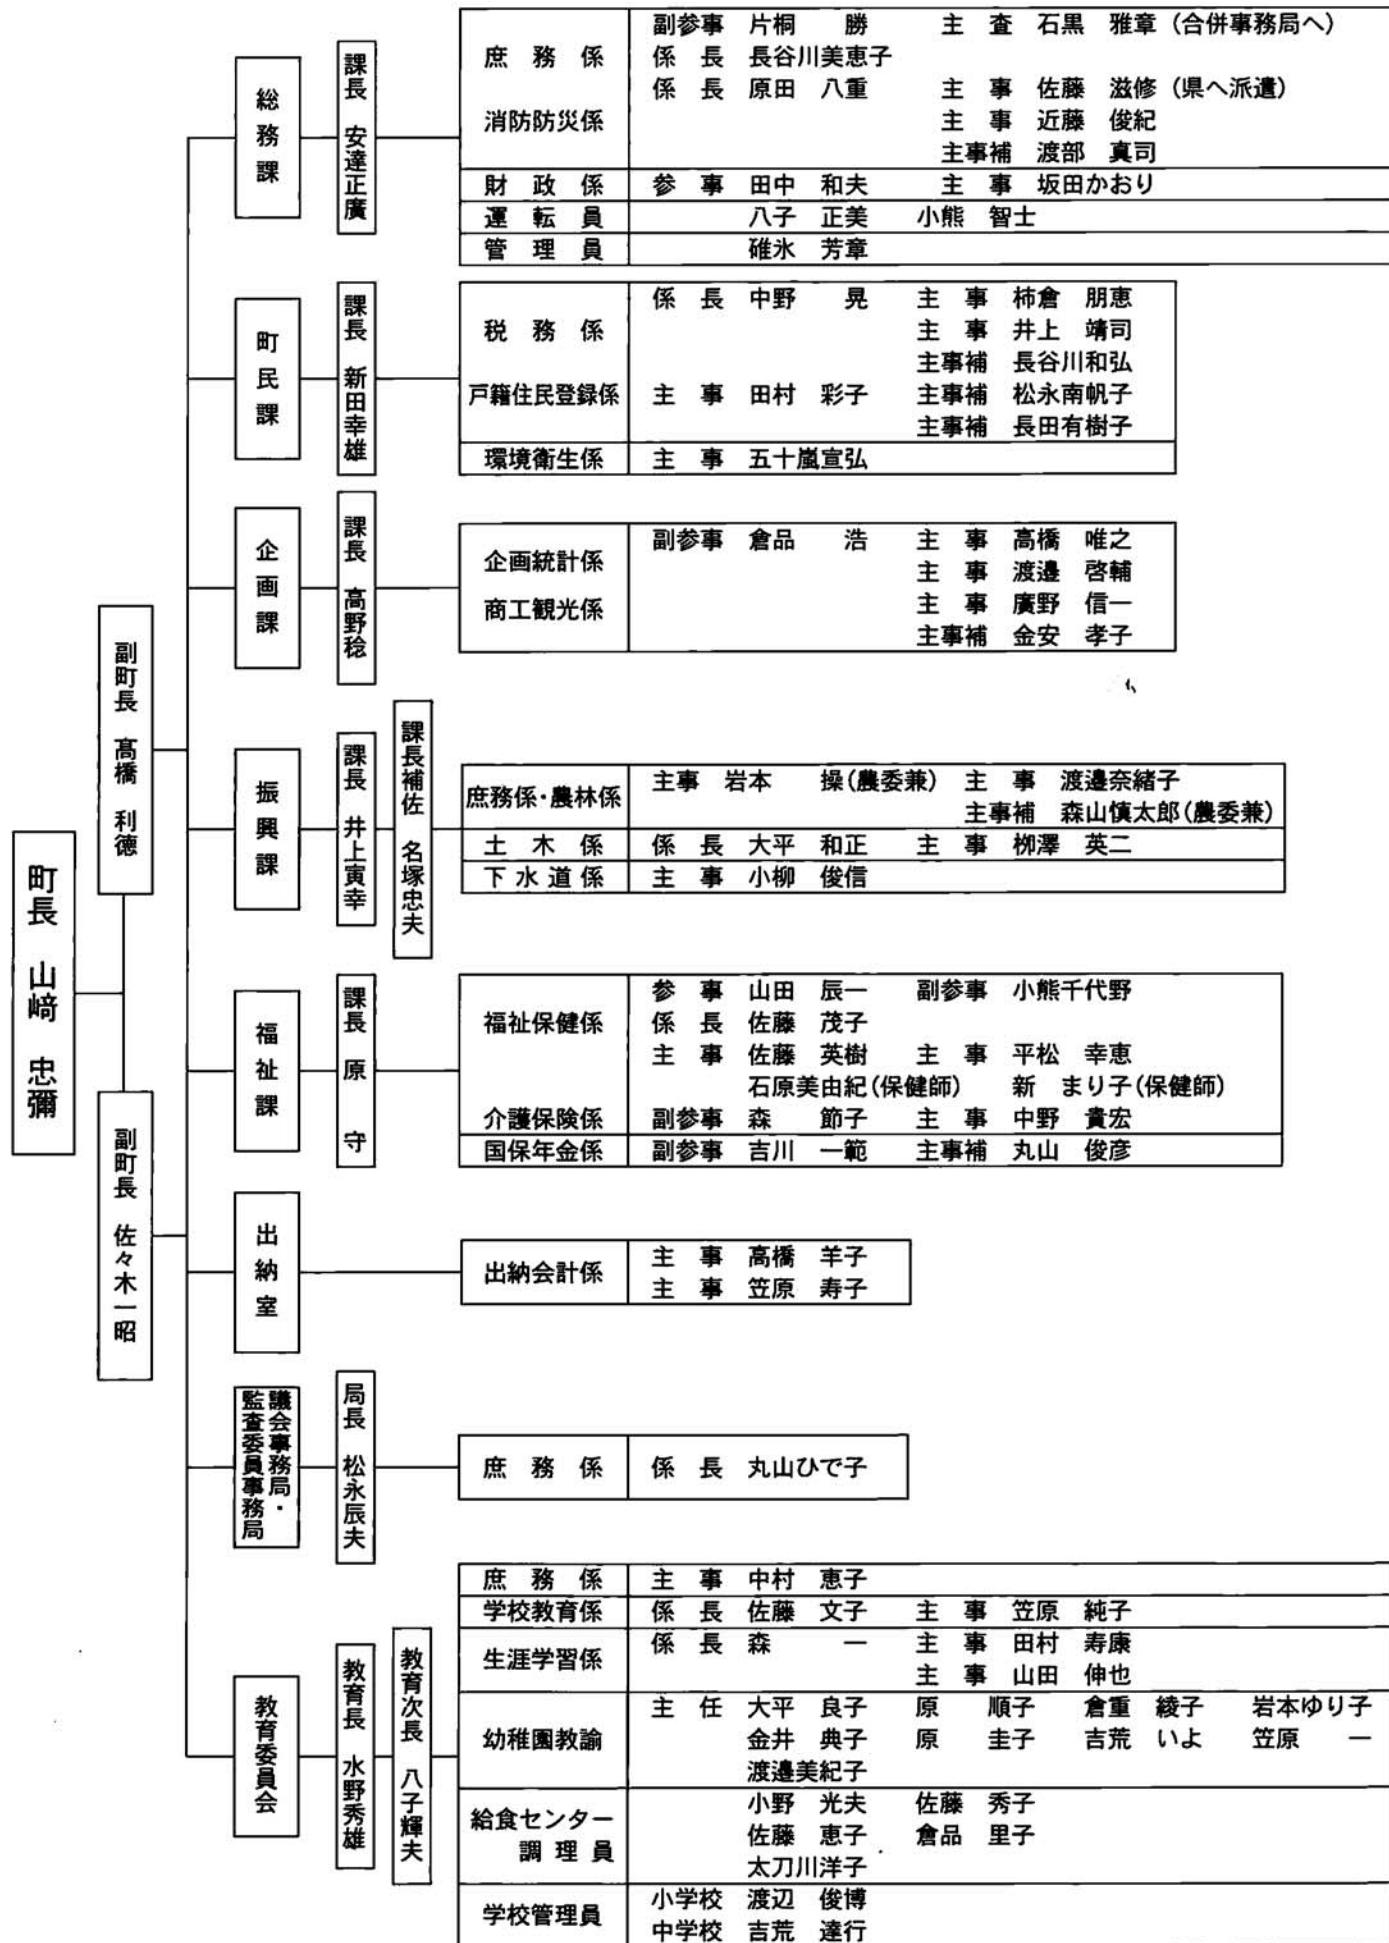 町長 山﨑 忠彌
副町長 髙橋 利徳
副町長 佐々木一昭
総務課
課長 安達正廣
庶務係
消防防災係
副参事 片桐 勝 主査 石黒 雅章(合併事務局へ)
係長 長谷川美恵子
係長 原田 八重 主事 佐藤 滋修(県へ派遣)
主事 近藤 俊紀
主事補 渡部 真司
財政係 参事 田中 和夫 主事 坂田かおり
運転員 八子 正美 小熊 智士
管理員 碓氷 芳章
町民課
課長 新田幸雄
税務係
戸籍住民登録係
係長 中野 晃 主事 柿倉 朋恵
主事 井上 靖司
主事補 長谷川和弘
主事 田村 彩子 主事補 松永南帆子
主事補 長田有樹子
環境衛生係 主事 五十嵐宣弘
企画課
課長 高野稔
企画統計係
商工観光係
副参事 倉品 浩 主事 高橋 唯之
主事 渡邉 啓輔
主事 廣野 信一
主事補 金安 孝子
振興課
課長 井上寅幸
課長補佐 名塚忠夫
庶務係・農林係 主事 岩本 操(農委兼) 主事 渡邉奈緒子
主事補 森山慎太郎(農委兼)
土木係 係長 大平 和正 主事 栁澤 英二
下水道係 主事 小柳 俊信
福祉課
課長 原 守
福祉保健係
参事 山田 辰一 副参事 小熊千代野
係長 佐藤 茂子
主事 佐藤 英樹 主事 平松 幸恵
石原美由紀(保健師) 新 まり子(保健師)
介護保険係 副参事 森 節子 主事 中野 貴宏
国保年金係 副参事 吉川 一範 主事補 丸山 俊彦
出納室
出納会計係
主事 高橋 羊子
主事 笠原 寿子
議会事務局・
監査委員事務局
局長 松永辰夫
庶務係 係長 丸山ひで子
教育委員会
教育長 水野秀雄
教育次長 八子輝夫
庶務係 主事 中村 恵子
学校教育係 係長 佐藤 文子 主事 笠原 純子
生涯学習係 係長 森 一 主事 田村 寿康
主事 山田 伸也
幼稚園教諭
主任 大平 良子 原 順子 倉重 綾子 岩本ゆり子
金井 典子 原 圭子 吉荒 いよ 笠原 一
渡邉美紀子
給食センター
調理員
小野 光夫 佐藤 秀子
佐藤 恵子 倉品 里子
太刀川洋子
学校管理員
小学校 渡辺 俊博
中学校 吉荒 達行